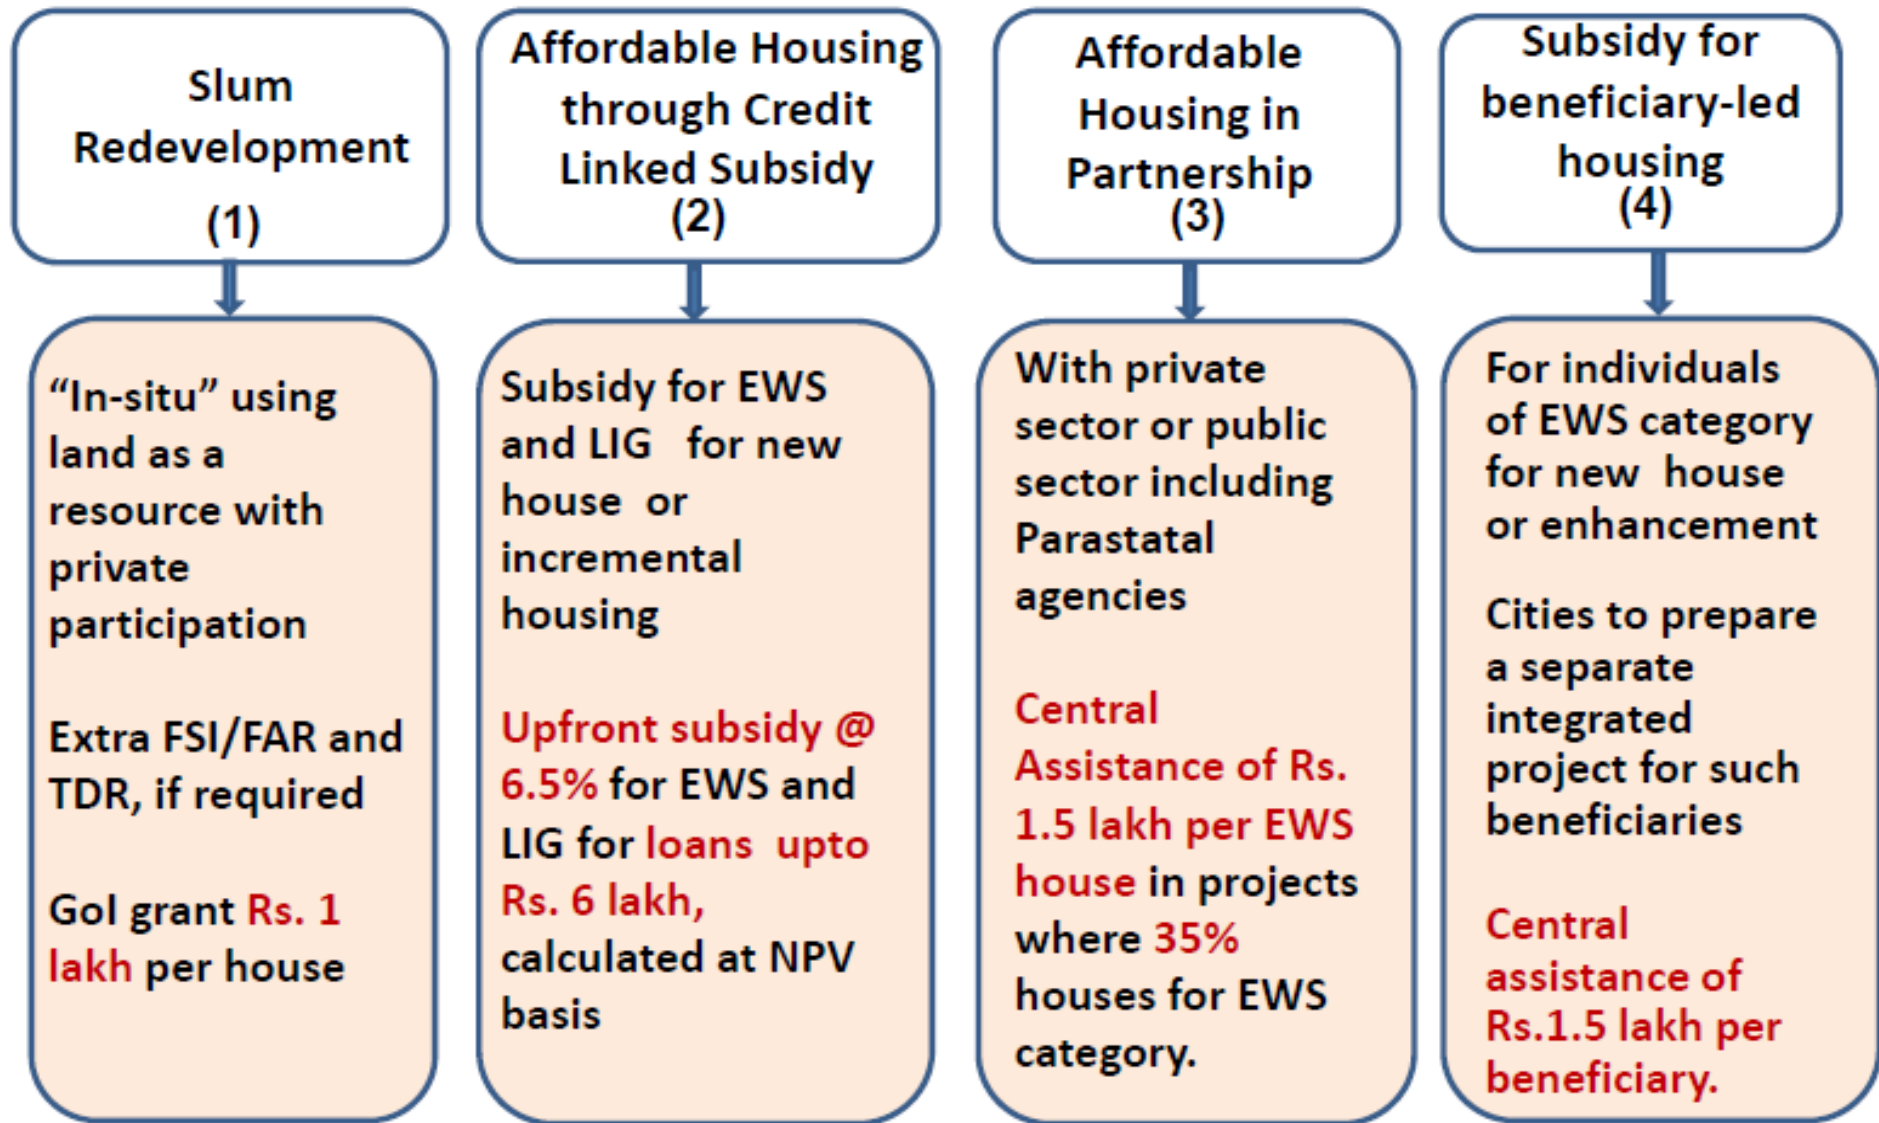 Slum
Redevelopment
(1)
“In-situ” using
land as a
resource with
private
participation
Extra FSI/FAR and
TDR, if required
GoI grant Rs. 1
lakh per house
Affordable Housing
through Credit
Linked Subsidy
(2)
Subsidy for EWS
and LIG for new
house or
incremental
housing
Upfront subsidy @
6.5% for EWS and
LIG for loans upto
Rs. 6 lakh,
calculated at NPV
basis
Affordable
Housing in
Partnership
(3)
With private
sector or public
sector including
Parastatal
agencies
Central
Assistance of Rs.
1.5 lakh per EWS
house in projects
where 35%
houses for EWS
category.
Subsidy for
beneficiary-led
housing
(4)
For individuals
of EWS category
for new house
or enhancement
Cities to prepare
a separate
integrated
project for such
beneficiaries
Central
assistance of
Rs.1.5 lakh per
beneficiary.